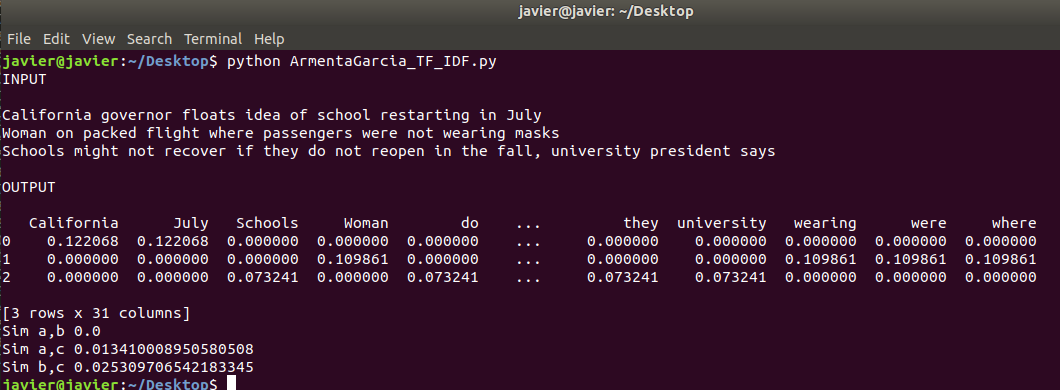 javier@javier: ~/Desktop
File Edit View Search Terminal Help
javier@javier:~/Desktop$ python ArmentaGarcia_TF_IDF.py
INPUT
California governor floats idea of school restarting in July
Woman on packed flight where passengers were not wearing masks
Schools might not recover if they do not reopen in the fall, university president says
OUTPUT
California July Schools Woman do ... they university wearing were where
0 0.122068 0.122068 0.000000 0.000000 0.000000 ... 0.000000 0.000000 0.000000 0.000000 0.000000
1 0.000000 0.000000 0.000000 0.109861 0.000000 ... 0.000000 0.000000 0.109861 0.109861 0.109861
2 0.000000 0.000000 0.073241 0.000000 0.073241 ... 0.073241 0.073241 0.000000 0.000000 0.000000
[3 rows x 31 columns]
Sim a,b 0.0
Sim a,c 0.013410008950580508
Sim b,c 0.025309706542183345
javier@javier:~/Desktop$